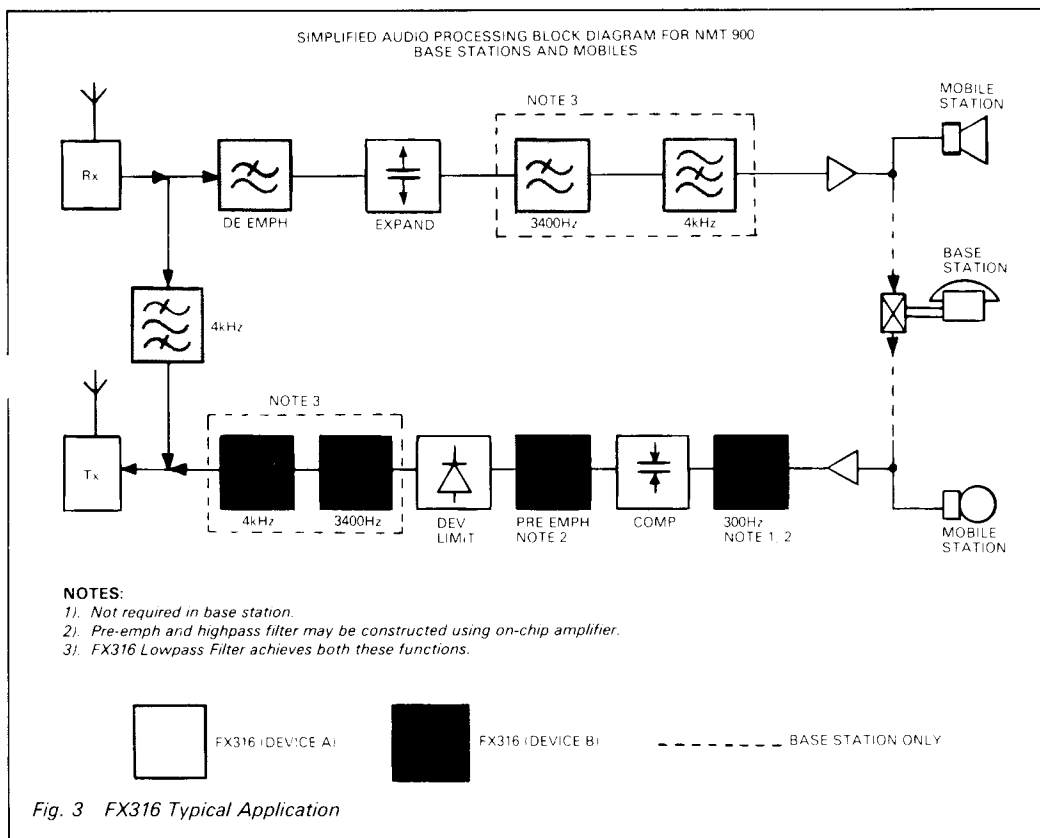 SIMPLIFIED AUDIO PROCESSING BLOCK DIAGRAM FOR NMT 900
BASE STATIONS AND MOBILES
NOTE 3
MOBILE
STATION
Rx
DE EMPH
EXPAND
3400Hz
4kHz
BASE
STATION
4kHz
NOTE 3
Tx
4kHz
3400Hz
DEV
LIMIT
PRE EMPH
NOTE 2
COMP
300Hz
NOTE 1, 2
MOBILE
STATION
NOTES:
1). Not required in base station.
2). Pre-emph and highpass filter may be constructed using on-chip amplifier.
3). FX316 Lowpass Filter achieves both these functions.
FX316 (DEVICE A)
FX316 (DEVICE B)
BASE STATION ONLY
Fig. 3 FX316 Typical Application